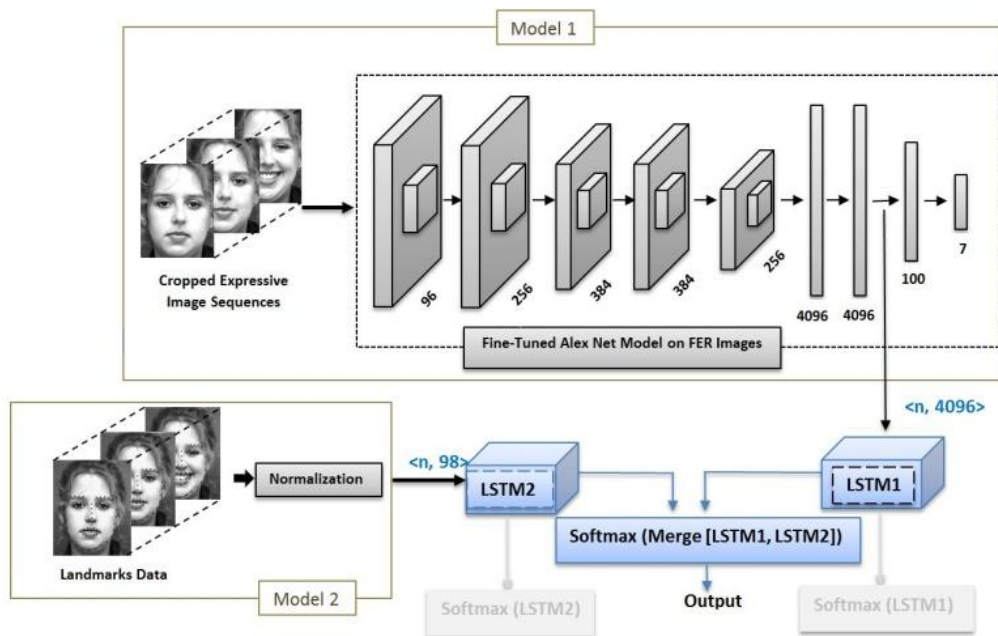 Model 1
Cropped Expressive
Image Sequences
96
256
384
384
256
4096
4096
100
7
Fine-Tuned Alex Net Model on FER Images
<n, 4096>
<n, 98>
Normalization
LSTM2
LSTM1
Softmax (Merge [LSTM1, LSTM2])
Landmarks Data
Model 2
Softmax (LSTM2)
Output
Softmax (LSTM1)